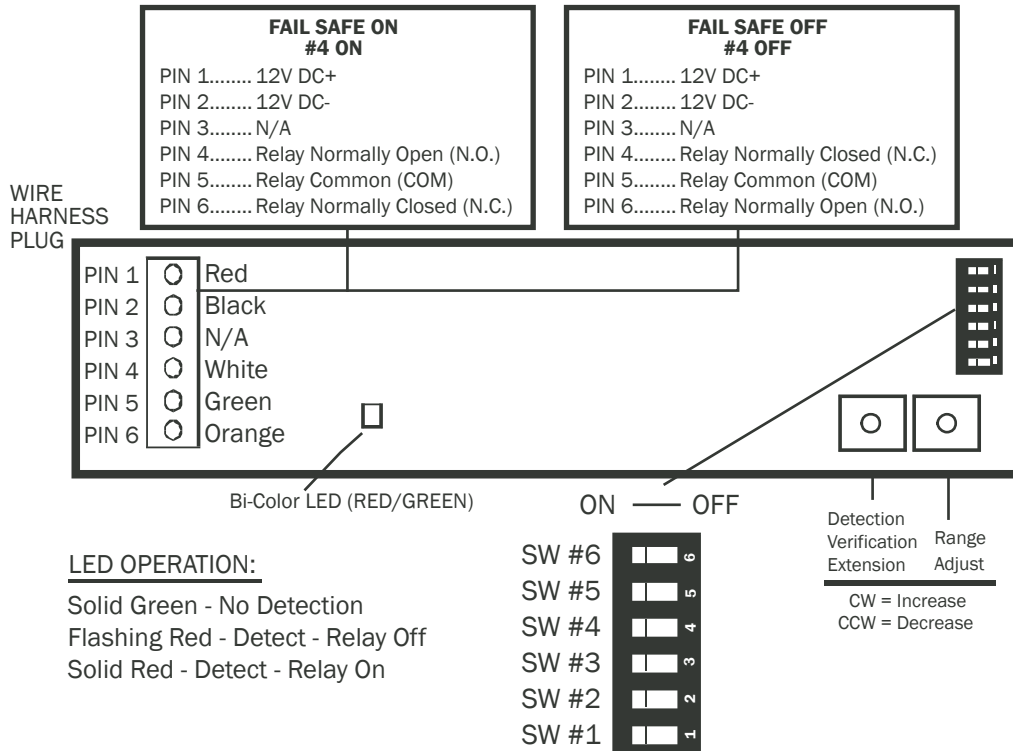 FAIL SAFE ON
#4 ON
PIN 1........ 12V DC+
PIN 2........ 12V DC-
PIN 3........ N/A
PIN 4........ Relay Normally Open (N.O.)
PIN 5........ Relay Common (COM)
PIN 6........ Relay Normally Closed (N.C.)
FAIL SAFE OFF
#4 OFF
PIN 1........ 12V DC+
PIN 2........ 12V DC-
PIN 3........ N/A
PIN 4........ Relay Normally Closed (N.C.)
PIN 5........ Relay Common (COM)
PIN 6........ Relay Normally Open (N.O.)
WIRE
HARNESS
PLUG
PIN 1 Red
PIN 2 Black
PIN 3 N/A
PIN 4 White
PIN 5 Green
PIN 6 Orange
Bi-Color LED (RED/GREEN)
ON — OFF
Detection
Verification
Extension
Range
Adjust
CW = Increase
CCW = Decrease
LED OPERATION:
Solid Green - No Detection
Flashing Red - Detect - Relay Off
Solid Red - Detect - Relay On
SW #6 6
SW #5 5
SW #4 4
SW #3 3
SW #2 2
SW #1 1